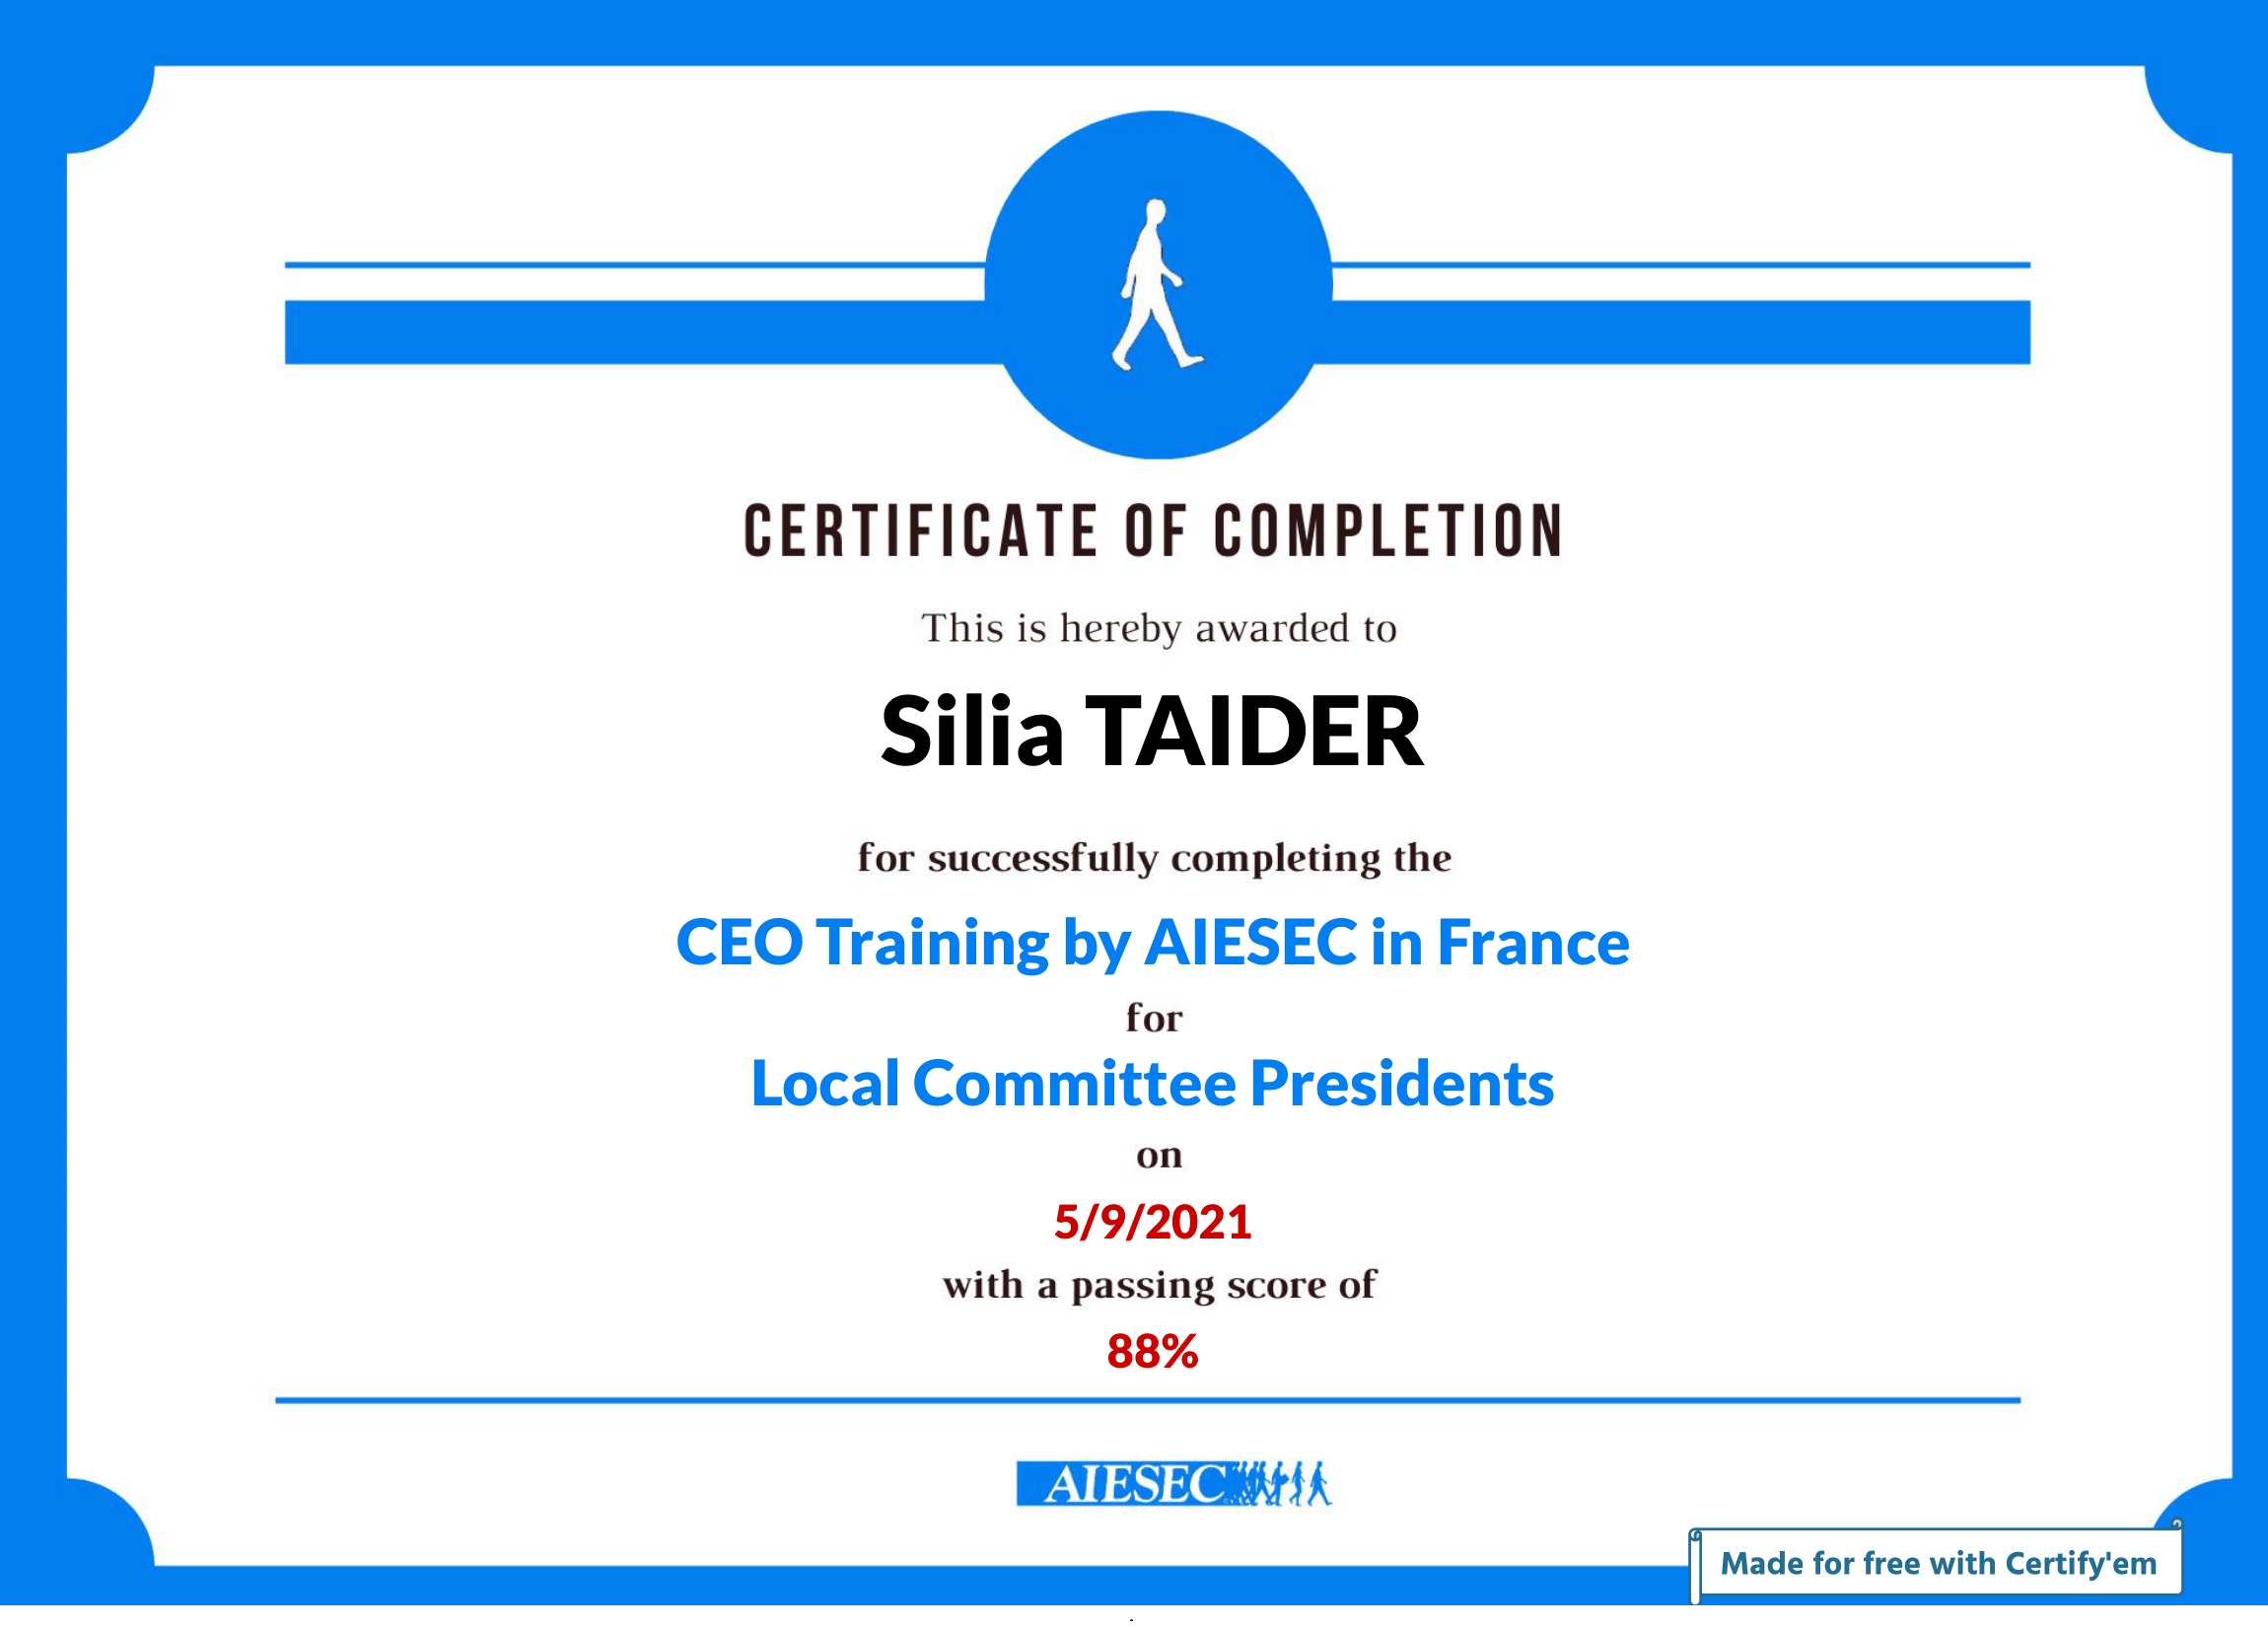 CERTIFICATE OF COMPLETION
This is hereby awarded to
Silia TAIDER
for successfully completing the
CEO Training by AIESEC in France
for
Local Committee Presidents
on
5/9/2021
with a passing score of
88%
AIESEC
Made for free with Certify'em